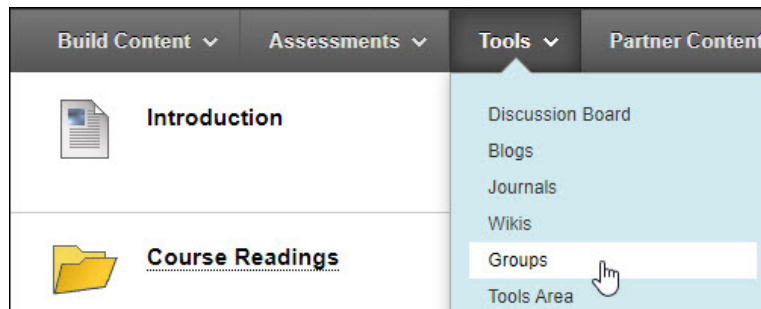 Build Content Assessments Tools Partner Content
Introduction
Discussion Board
Blogs
Journals
Wikis
Course Readings
Groups
Tools Area